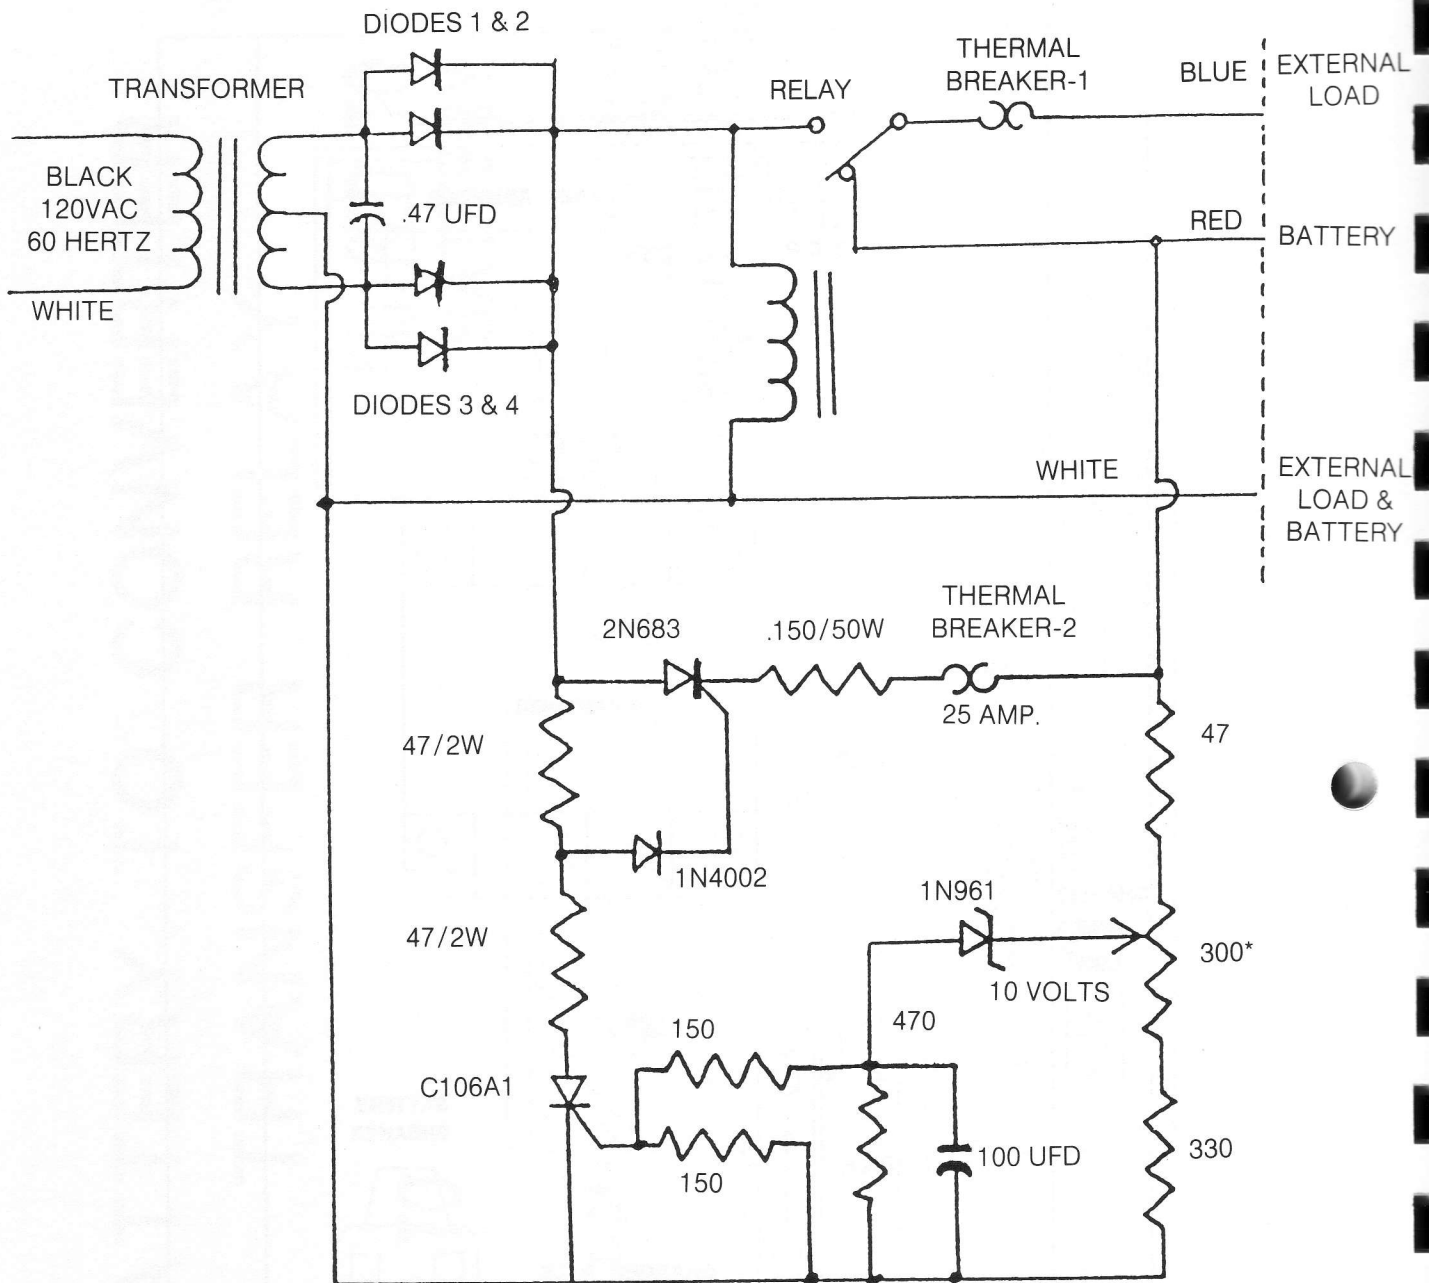 DIODES 1 & 2
TRANSFORMER
THERMAL
BREAKER-1
RELAY
BLUE
EXTERNAL
LOAD
BLACK
120VAC
60 HERTZ
.47 UFD
RED
BATTERY
WHITE
DIODES 3 & 4
WHITE
EXTERNAL
LOAD &
BATTERY
2N683
.150/50W
THERMAL
BREAKER-2
25 AMP.
47/2W
47
1N4002
1N961
47/2W
300*
10 VOLTS
470
150
C106A1
100 UFD
330
150